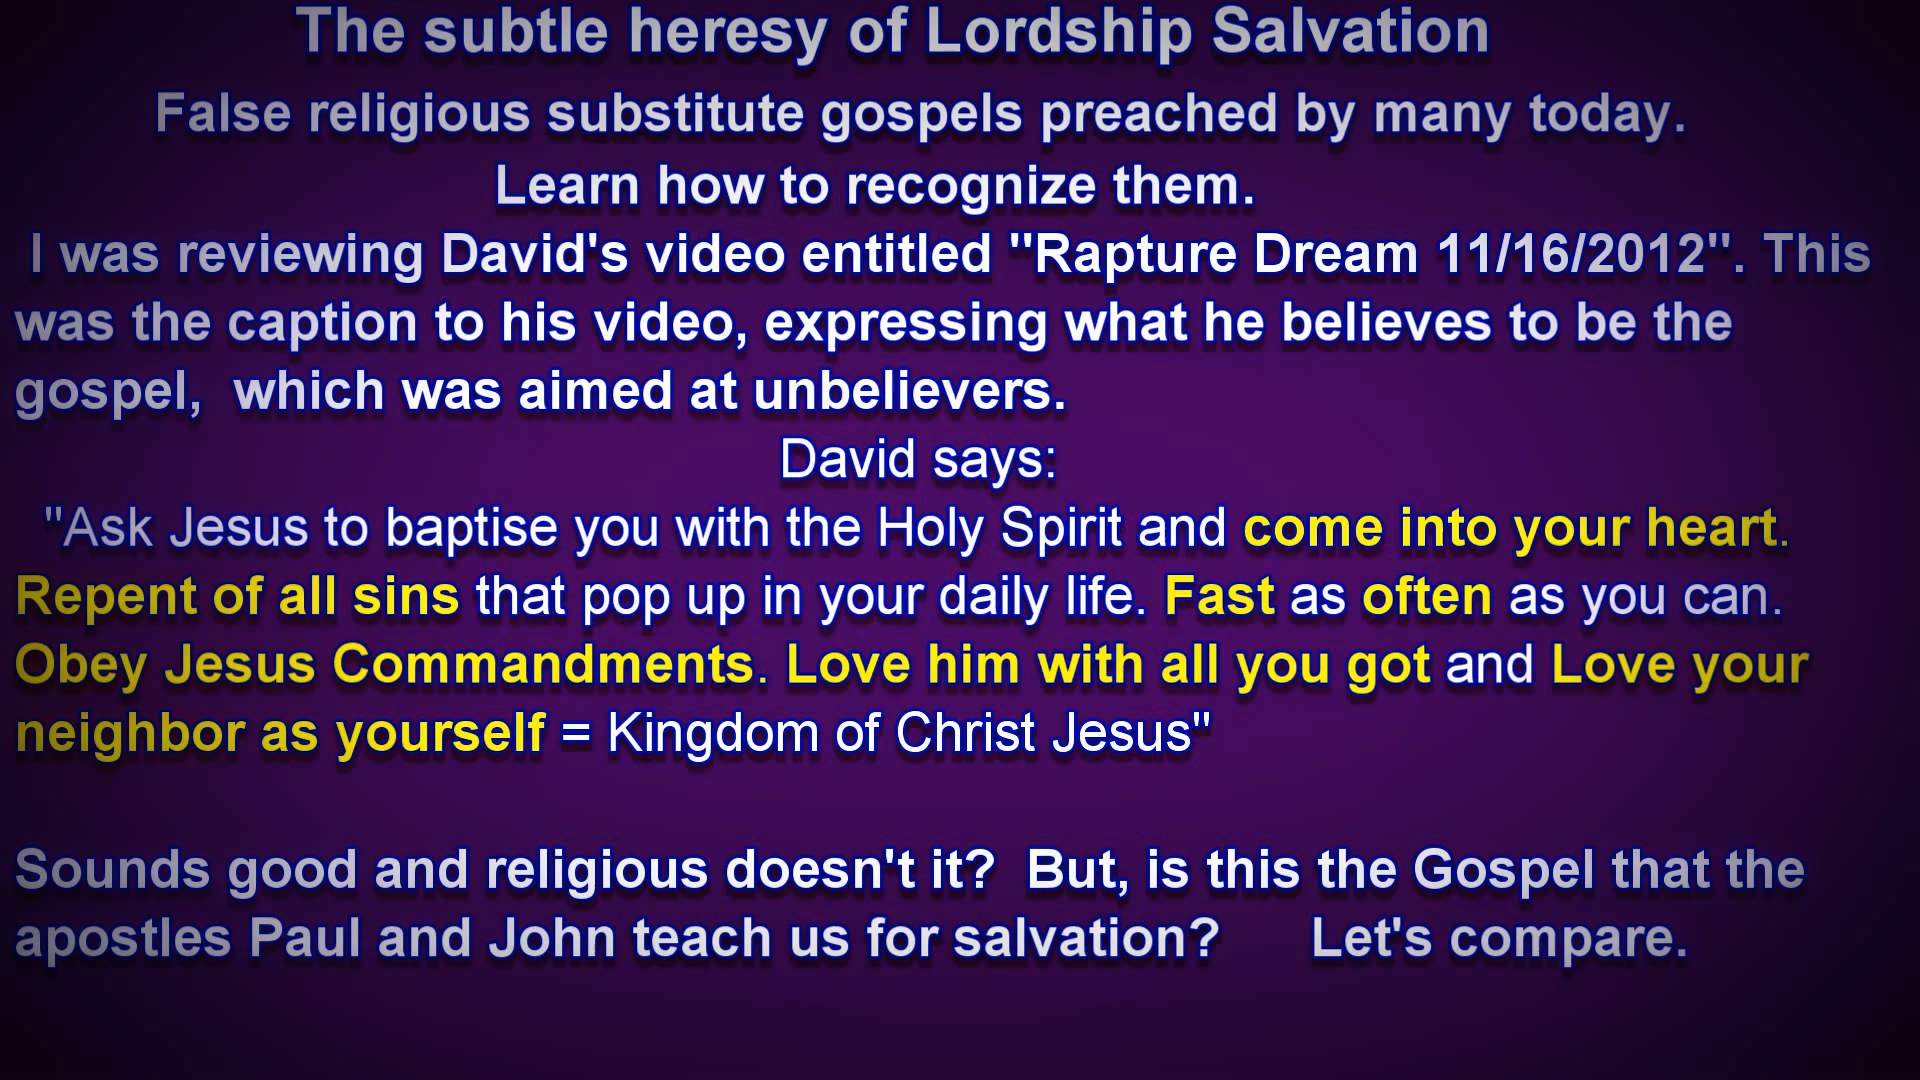 The subtle heresy of Lordship Salvation
False religious substitute gospels preached by many today.
Learn how to recognize them.
I was reviewing David's video entitled "Rapture Dream 11/16/2012". This
was the caption to his video, expressing what he believes to be the
gospel, which was aimed at unbelievers.
David says:
"Ask Jesus to baptise you with the Holy Spirit and come into your heart.
Repent of all sins that pop up in your daily life. Fast as often as you can.
Obey Jesus Commandments. Love him with all you got and Love your
neighbor as yourself = Kingdom of Christ Jesus"
Sounds good and religious doesn't it? But, is this the Gospel that the
apostles Paul and John teach us for salvation? Let's compare.